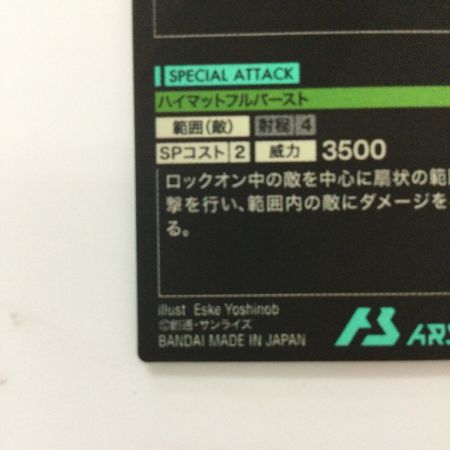 SPECIAL ATTACK
ハイマットフルバースト
範囲(敵) 射程 4
SPコスト 2 威力 3500
ロックオン中の敵を中心に扇状の範
撃を行い、範囲内の敵にダメージを
る。
illust Eske Yoshinob
©創通・サンライズ
BANDAI MADE IN JAPAN
ARS